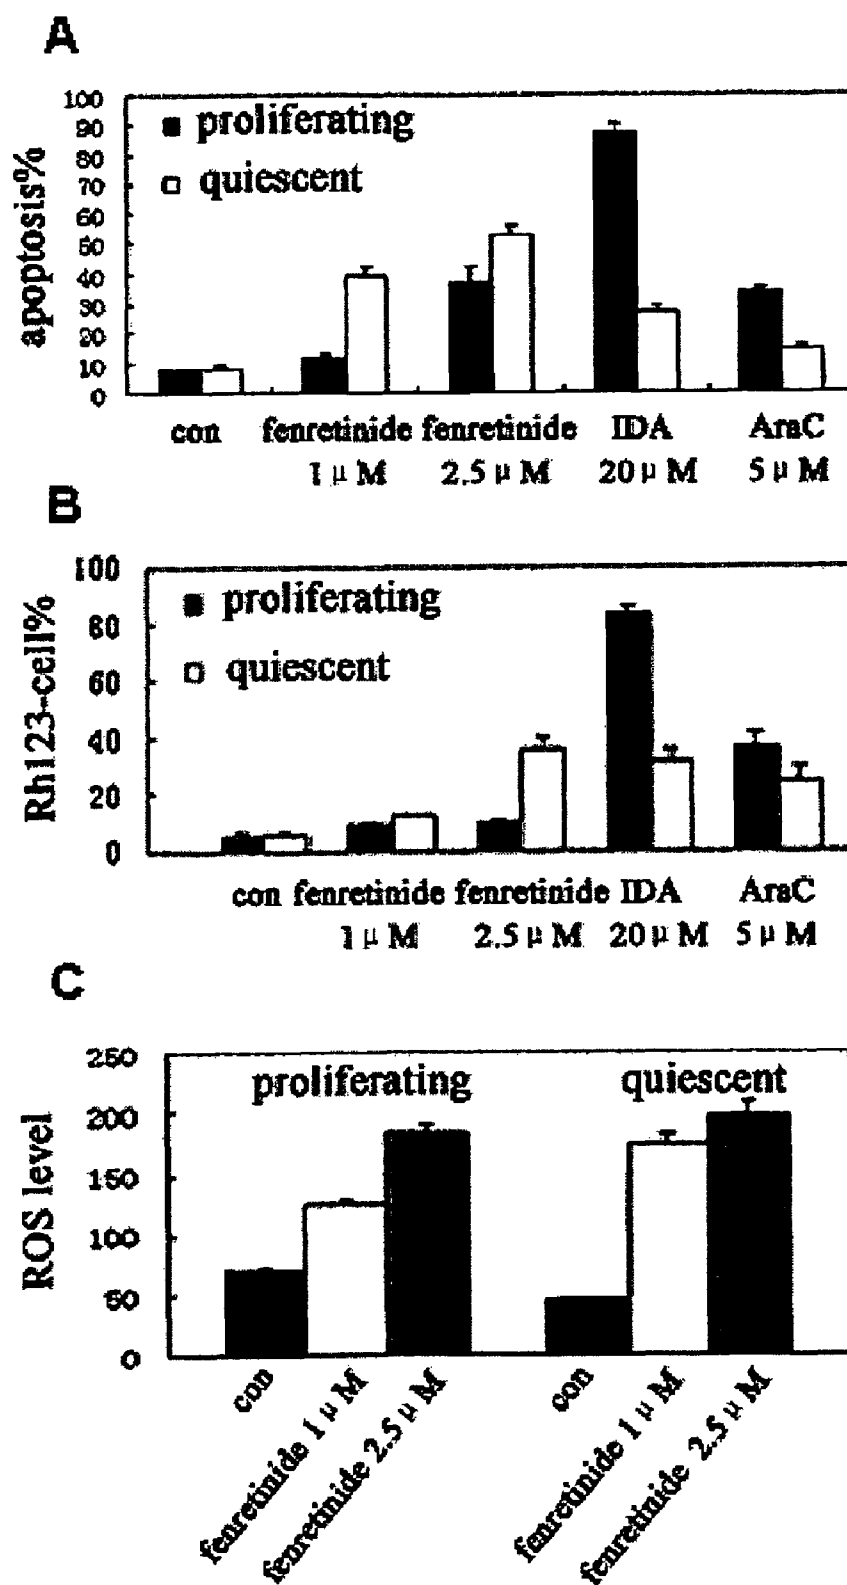 A
apoptosis%
100
90
80
70
60
50
40
30
20
10
0
proliferating
quiescent
con fenretinide fenretinide IDA AraC
1 μ M 2.5 μ M 20 μ M 5 μ M
B
Rh123-cell%
100
80
60
40
20
0
proliferating
quiescent
con fenretinide fenretinide IDA AraC
1 μ M 2.5 μ M 20 μ M 5 μ M
C
ROS level
250
200
150
100
50
0
proliferating quiescent
con
fenretinide 1 μ M
fenretinide 2.5 μ M
con
fenretinide 1 μ M
fenretinide 2.5 μ M